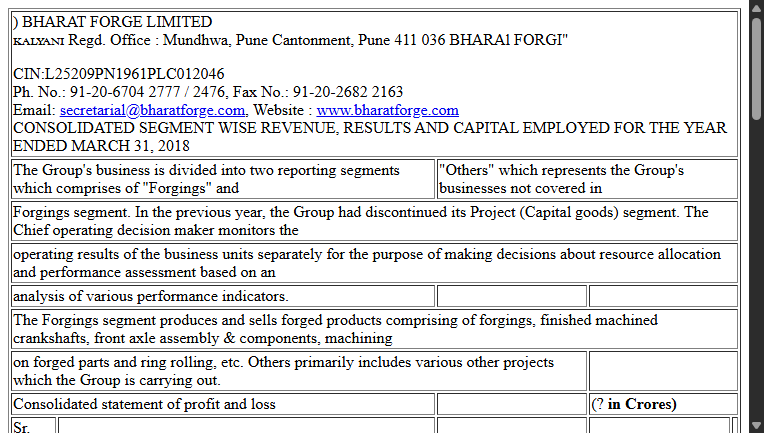 ) BHARAT FORGE LIMITED
KALYANI Regd. Office : Mundhwa, Pune Cantonment, Pune 411 036 BHARA1 FORGI"
CIN:L25209PN1961PLC012046
Ph. No.: 91-20-6704 2777 / 2476, Fax No.: 91-20-2682 2163
Email: secretarial@bharatforge.com, Website : www.bharatforge.com
CONSOLIDATED SEGMENT WISE REVENUE, RESULTS AND CAPITAL EMPLOYED FOR THE YEAR
ENDED MARCH 31, 2018
The Group's business is divided into two reporting segments
which comprises of "Forgings" and
"Others" which represents the Group's
businesses not covered in
Forgings segment. In the previous year, the Group had discontinued its Project (Capital goods) segment. The
Chief operating decision maker monitors the
operating results of the business units separately for the purpose of making decisions about resource allocation
and performance assessment based on an
analysis of various performance indicators.
The Forgings segment produces and sells forged products comprising of forgings, finished machined
crankshafts, front axle assembly & components, machining
on forged parts and ring rolling, etc. Others primarily includes various other projects
which the Group is carrying out.
Consolidated statement of profit and loss
(? in Crores)
Sr.